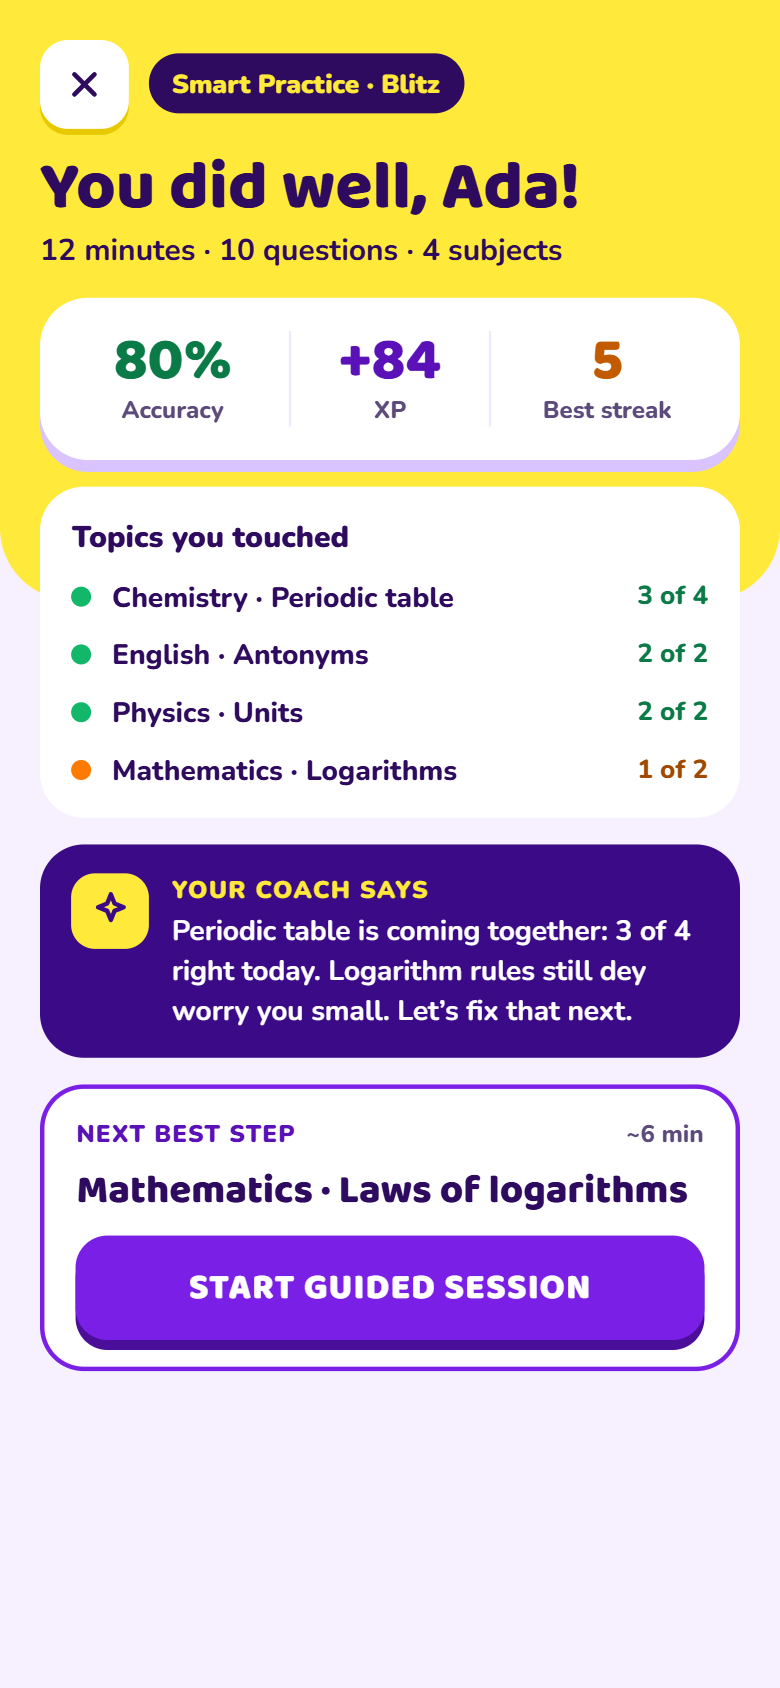 Smart Practice · Blitz
You did well, Ada!
12 minutes · 10 questions · 4 subjects
80%
Accuracy
+84
XP
5
Best streak
Topics you touched
Chemistry · Periodic table 3 of 4
English · Antonyms 2 of 2
Physics · Units 2 of 2
Mathematics · Logarithms 1 of 2
YOUR COACH SAYS
Periodic table is coming together: 3 of 4
right today. Logarithm rules still dey
worry you small. Let’s fix that next.
NEXT BEST STEP ~6 min
Mathematics · Laws of logarithms
START GUIDED SESSION